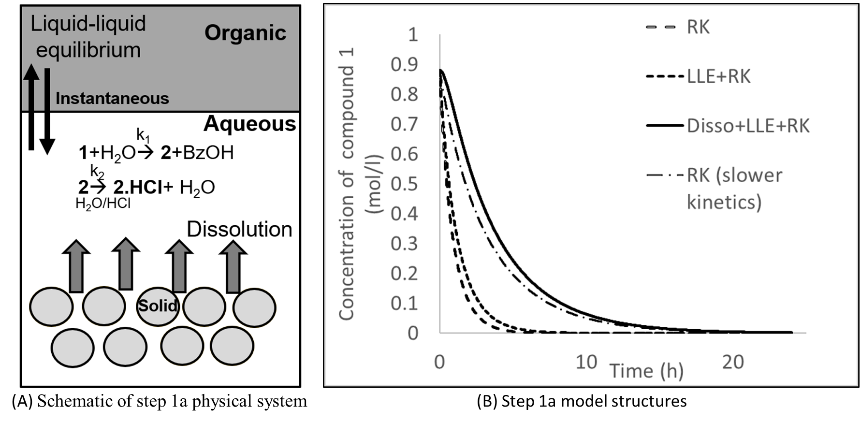 Liquid-liquid
equilibrium
Organic
Instantaneous
Aqueous
k₁
1+H₂O→ 2+BzOH
k₂
2→ 2.HCl+ H₂O
H₂O/HCl
Dissolution
Solid
(A) Schematic of step 1a physical system
Concentration of compound 1
(mol/l)
1
0.9
0.8
0.7
0.6
0.5
0.4
0.3
0.2
0.1
0
0 10 20
Time (h)
RK
LLE+RK
Disso+LLE+RK
RK (slower
kinetics)
(B) Step 1a model structures